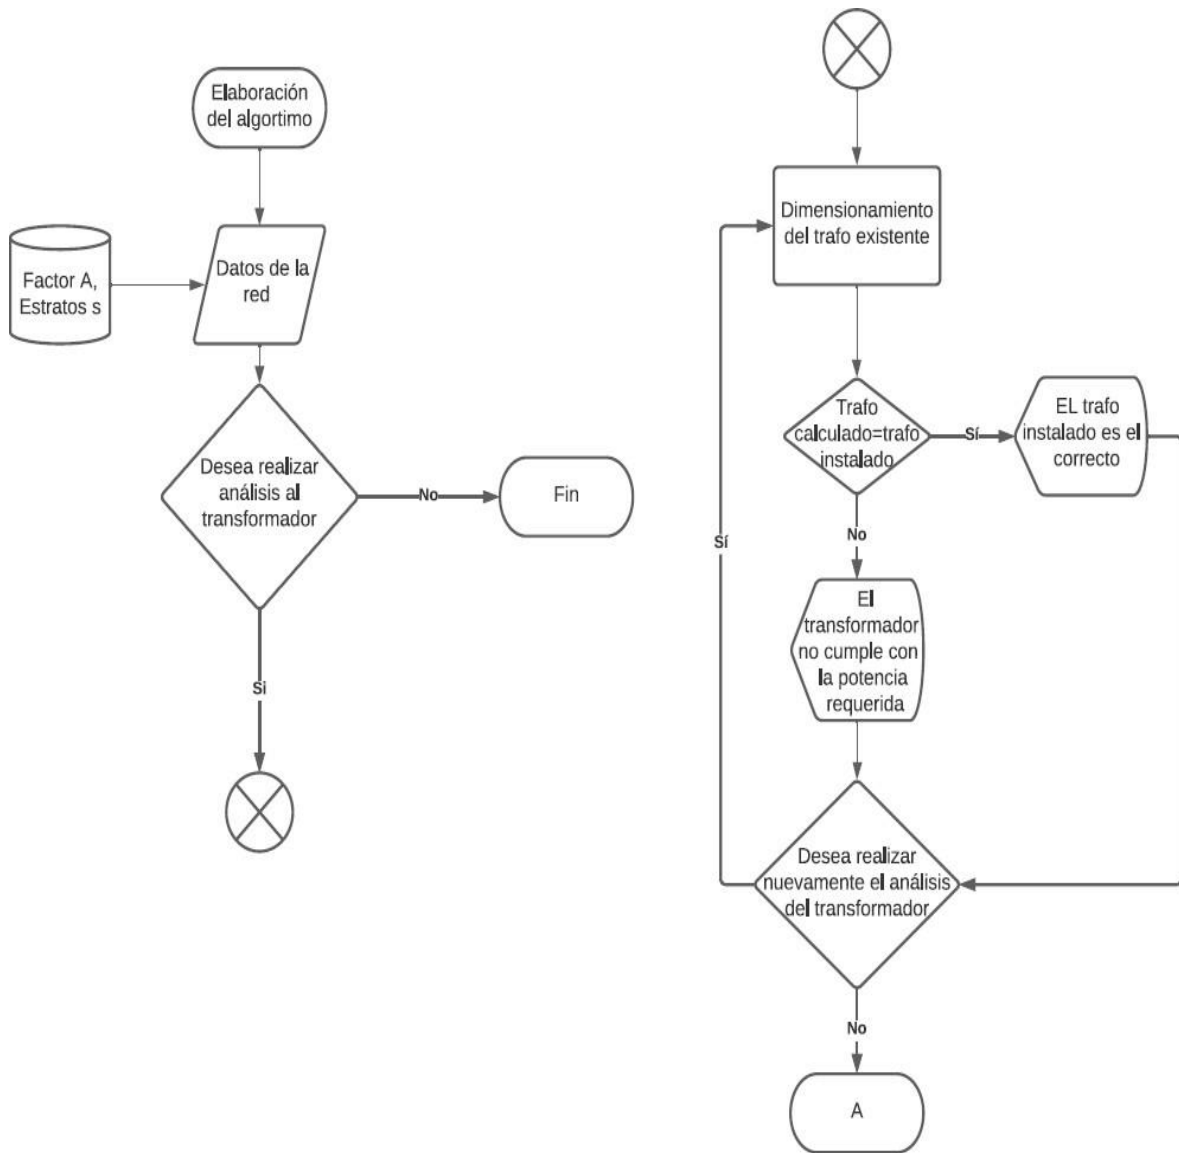 Elaboración
del algortimo
Factor A,
Estratos s
Datos de la
red
Desea realizar
análisis al
transformador
No
Fin
Si
Dimensionamiento
del trafo existente
Trafo
calculado=trafo
instalado
Sí
EL trafo
instalado es el
correcto
No
El
transformador
no cumple con
la potencia
requerida
Sí
Desea realizar
nuevamente el análisis
del transformador
No
A